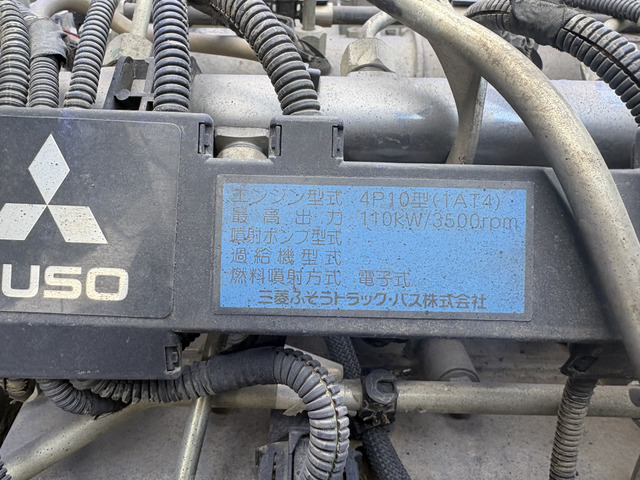 USO
エンジン型式 4P10型(TAT4)
最高出力 110KW/3500rpm
噴射ポンプ型式
過給機型式
燃料噴射方式 電子式
三菱ふそうトラック・バス株式会社